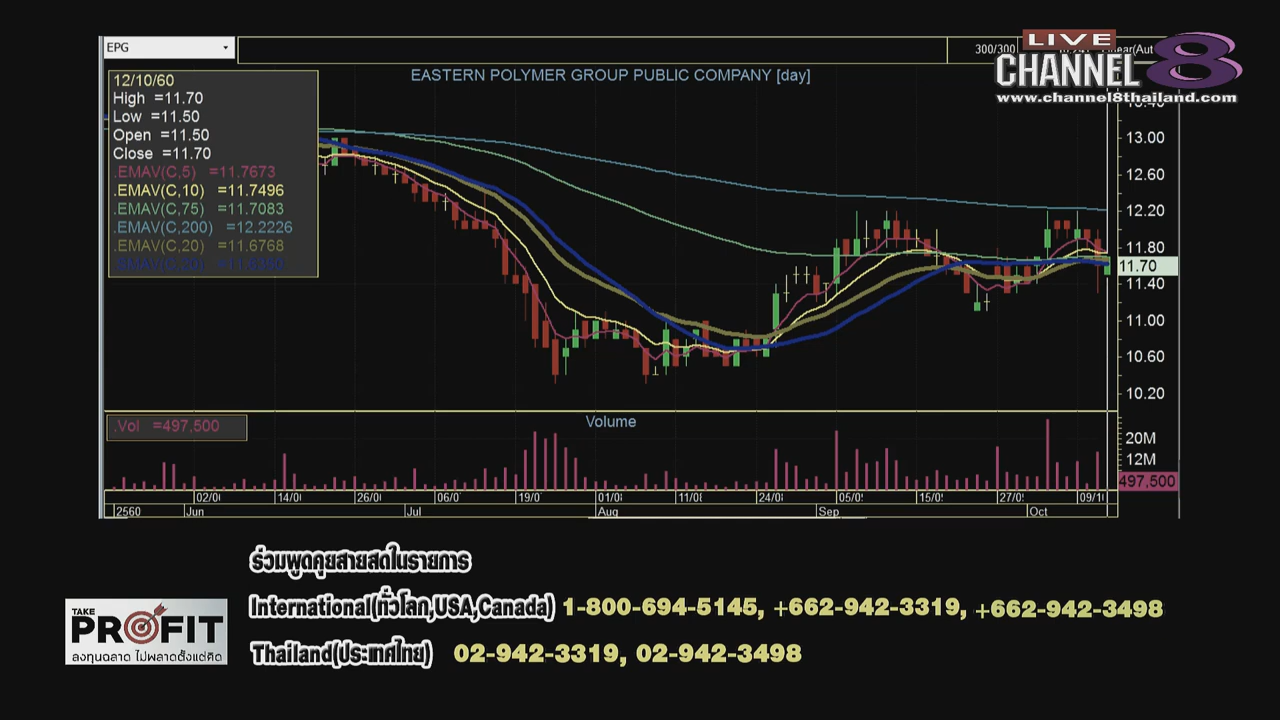 EPG
300/300
LIVE
CHANNEL 8
www.channel8thailand.com
EASTERN POLYMER GROUP PUBLIC COMPANY [day]
12/10/60
High =11.70
Low =11.50
Open =11.50
Close =11.70
.EMAV(C,5) =11.7673
.EMAV(C,10) =11.7496
.EMAV(C,75) =11.7083
.EMAV(C,200) =12.2226
.EMAV(C,20) =11.6768
13.00
12.60
12.20
11.80
11.70
11.40
11.00
10.60
10.20
.Vol =497,500
Volume
20M
12M
497,500
02/0
14/0
26/0
06/0
19/0
01/0
11/0
24/0
05/0
15/0
27/0
09/1
2560
Jun
Jul
Aug
Sep
Oct
ร่วมพูดคุยสายสดในรายการ
International(ทั่วโลก,USA,Canada) 1-800-694-5145, +662-942-3319, +662-942-3498
Thailand(ประเทศไทย) 02-942-3319, 02-942-3498
TAKE
PROFIT
ลงทุนฉลาด ไม่พลาดตั้งแต่คิด